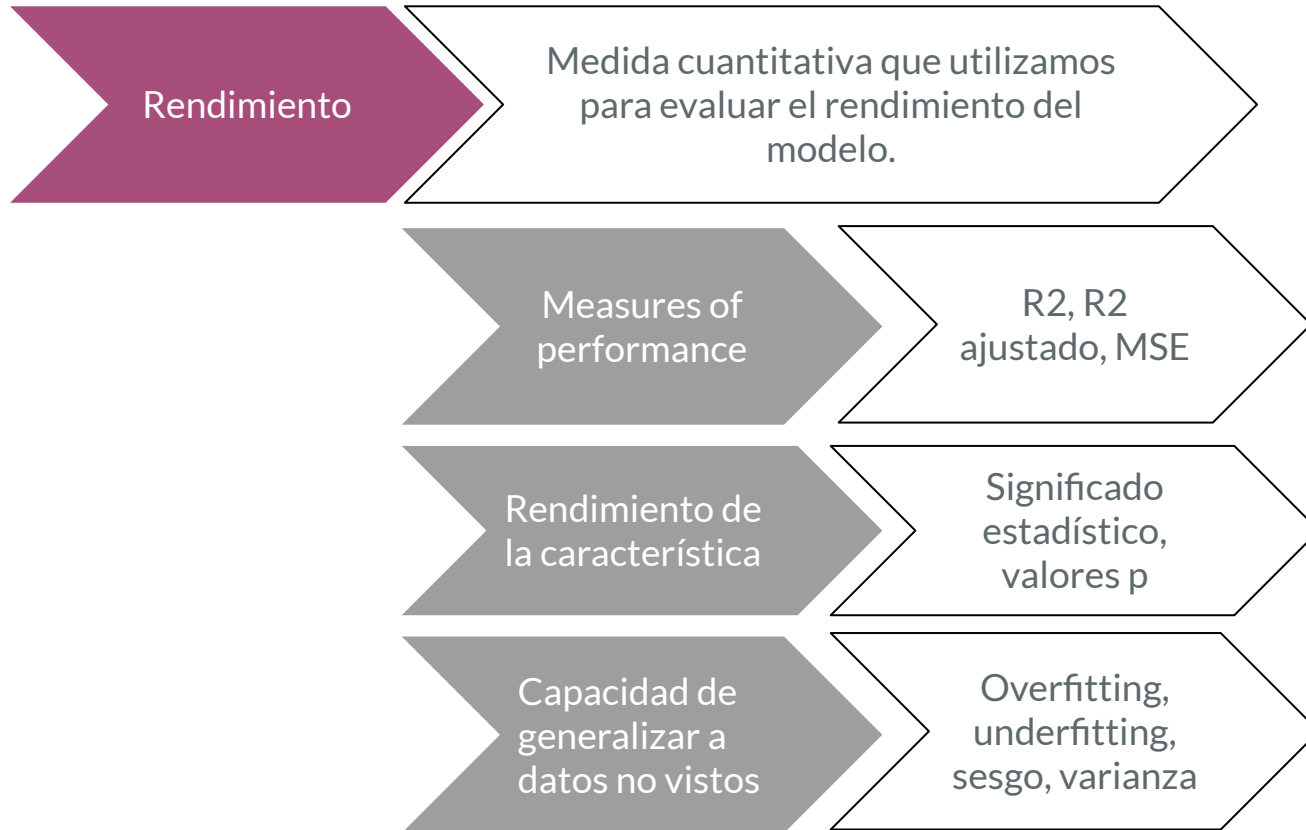 Rendimiento
Medida cuantitativa que utilizamos
para evaluar el rendimiento del
modelo.
Measures of
performance
R2, R2
ajustado, MSE
Rendimiento de
la característica
Significado
estadístico,
valores p
Capacidad de
generalizar a
datos no vistos
Overfitting,
underfitting,
sesgo, varianza